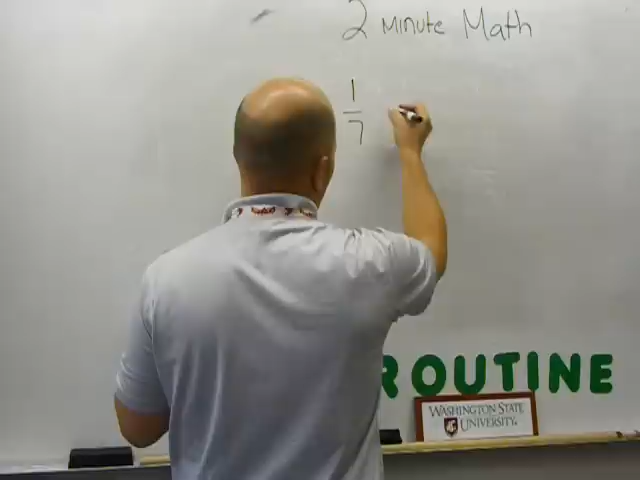 2 minute Math
1
7
ROUTINE
WASHINGTON STATE
UNIVERSITY